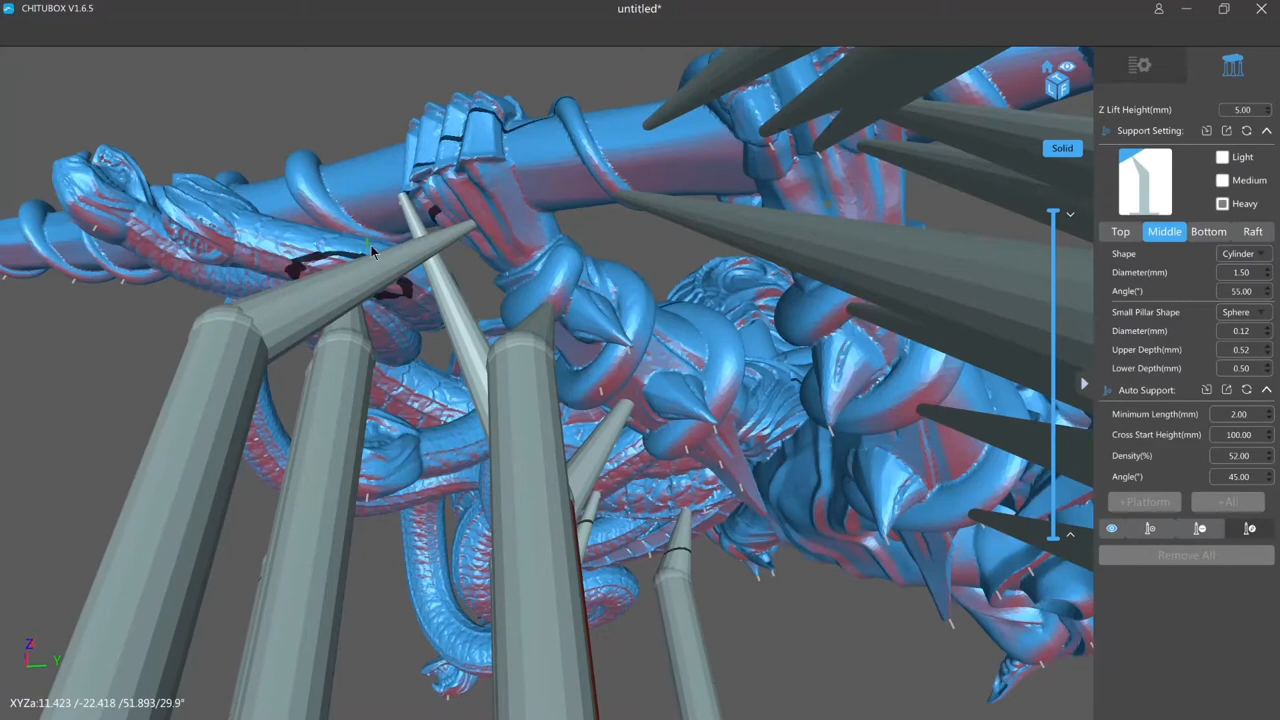 CHITUBOX V1.6.5
untitled*
Z Lift Height(mm) 5.00
Support Setting:
Light
Medium
Heavy
Solid
Top Middle Bottom Raft
Shape Cylinder
Diameter(mm) 1.50
Angle(°) 55.00
Small Pillar Shape Sphere
Diameter(mm) 0.12
Upper Depth(mm) 0.52
Lower Depth(mm) 0.50
Auto Support:
Minimum Length(mm) 2.00
Cross Start Height(mm) 100.00
Density(%) 52.00
Angle(°) 45.00
+Platform +All
Remove All
Z
Y
XYZa:11.423 /-22.418 /51.893/29.9°